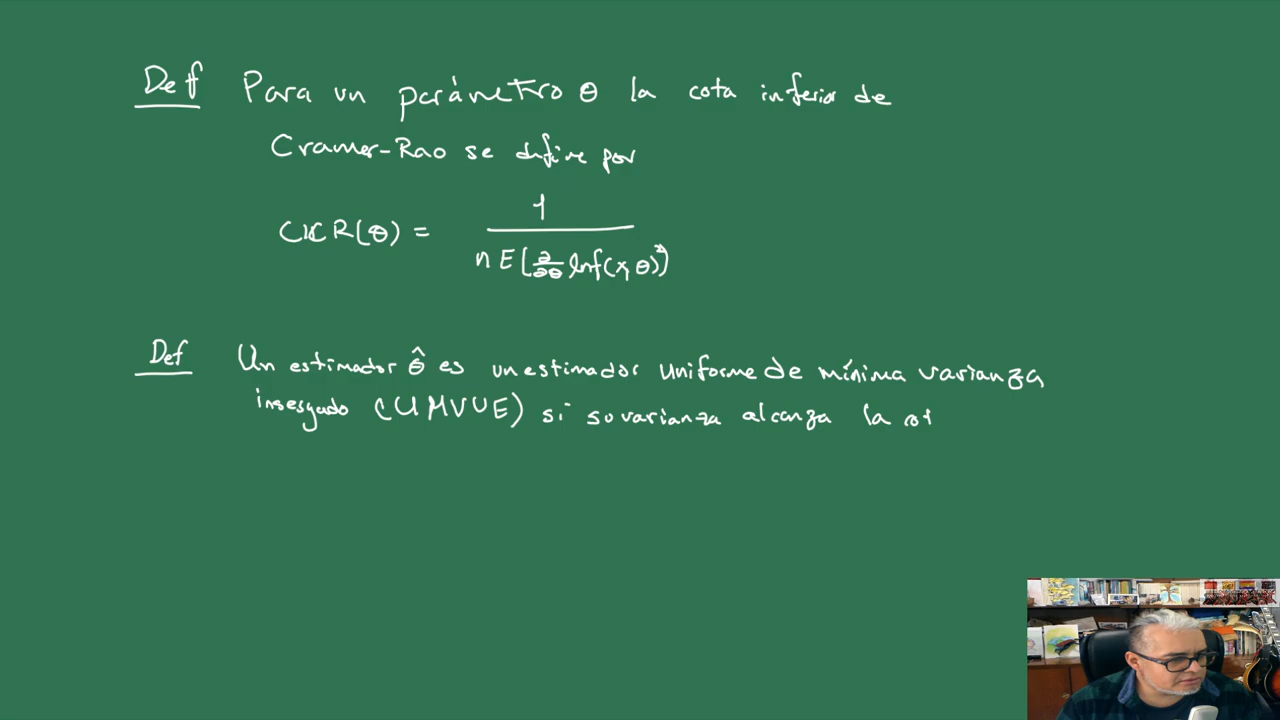 Def Para un parámetro θ la cota inferior de
Cramer-Rao se define por
CICR(θ) = 1 / n E[(∂/∂θ ln f(x,θ))²]
Def Un estimador θ̂ es un estimador uniforme de mínima varianza
insesgado (UMVUE) si su varianza alcanza la cot